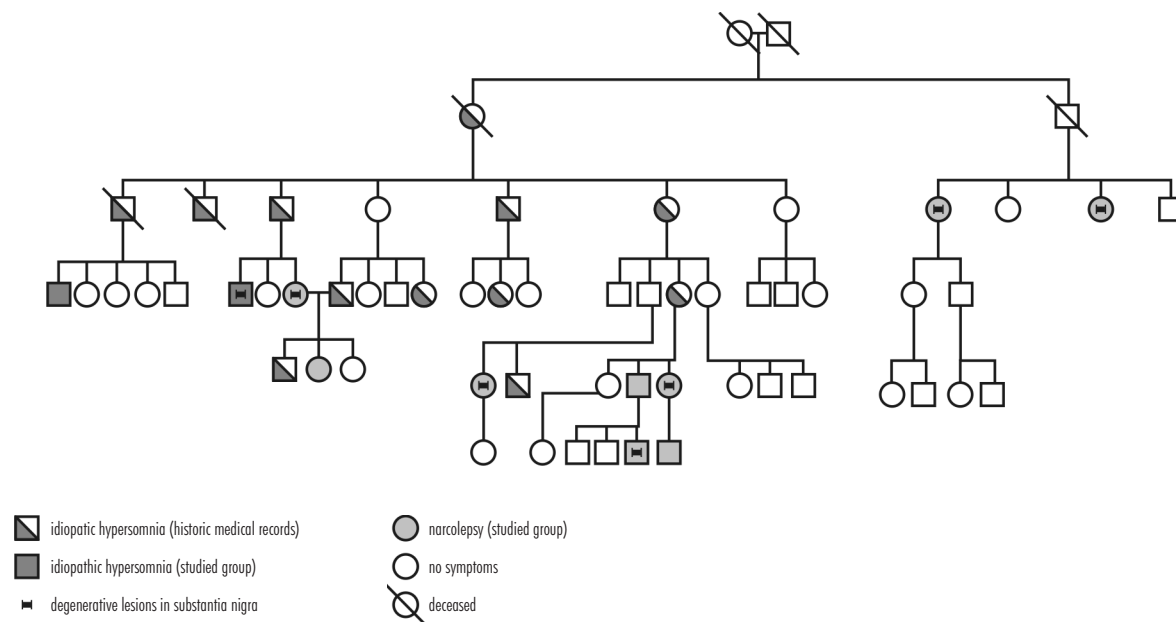 idiopatic hypersomnia (historic medical records)
idiopathic hypersomnia (studied group)
degenerative lesions in substantia nigra
narcolepsy (studied group)
no symptoms
deceased